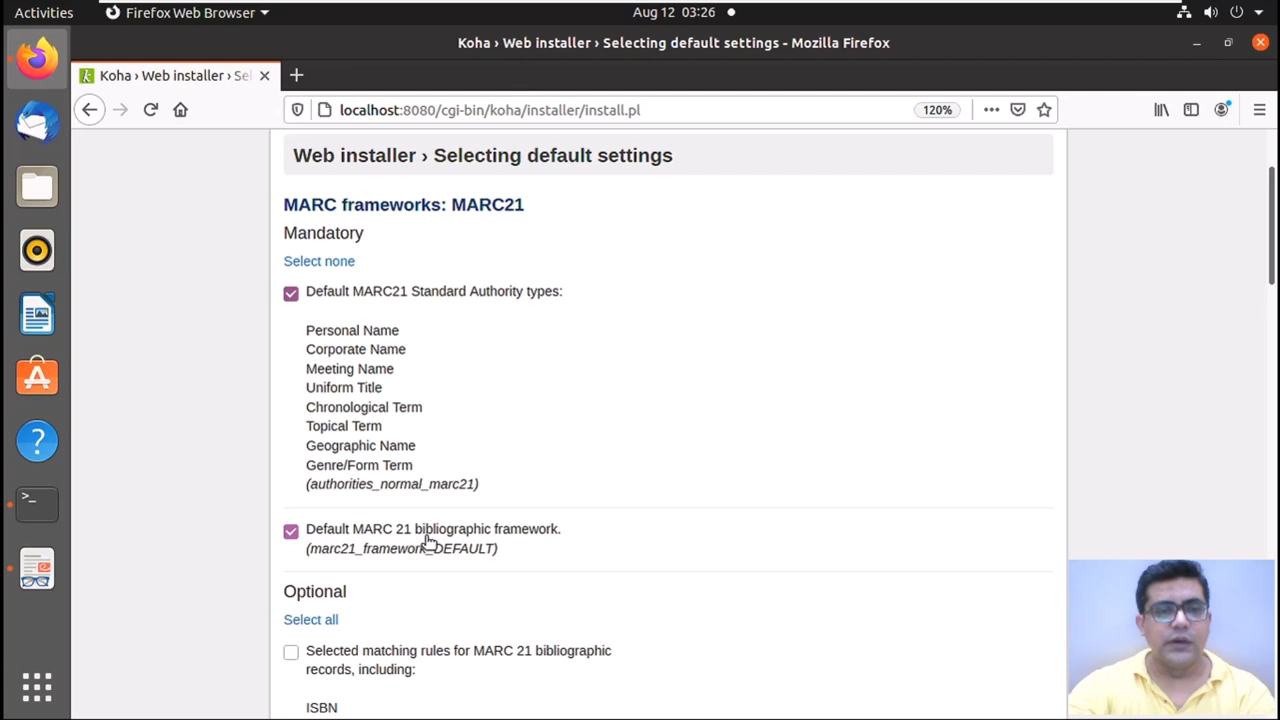 Activities
Firefox Web Browser
Aug 12 03:26
Koha › Web installer › Selecting default settings - Mozilla Firefox
Koha › Web installer › Sel
localhost:8080/cgi-bin/koha/installer/install.pl
120%
Web installer › Selecting default settings
MARC frameworks: MARC21
Mandatory
Select none
Default MARC21 Standard Authority types:
Personal Name
Corporate Name
Meeting Name
Uniform Title
Chronological Term
Topical Term
Geographic Name
Genre/Form Term
(authorities_normal_marc21)
Default MARC 21 bibliographic framework.
(marc21_framework_DEFAULT)
Optional
Select all
Selected matching rules for MARC 21 bibliographic
records, including:
ISBN